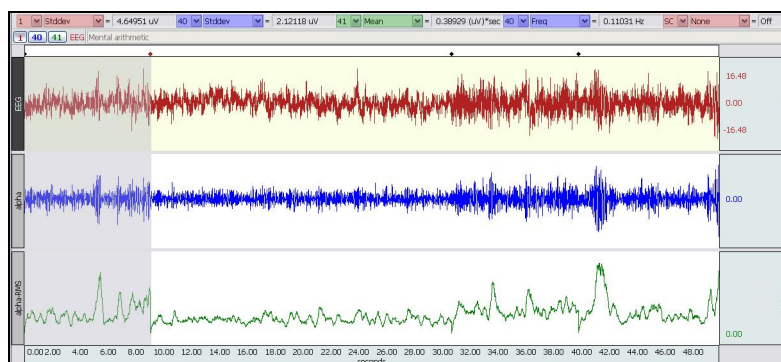 1 Stddev = 4.64951 uV 40 Stddev = 2.12118 uV 41 Mean = 0.38929 (uV)*sec 40 Freq = 0.11031 Hz SC None = Off
1 40 41 EEG Mental arithmetic
EEG
16.48
0.00
-16.48
alpha
0.00
alpha-RMS
0.00
0.00 2.00 4.00 6.00 8.00 10.00 12.00 14.00 16.00 18.00 20.00 22.00 24.00 26.00 28.00 30.00 32.00 34.00 36.00 38.00 40.00 42.00 44.00 46.00 48.00
seconds